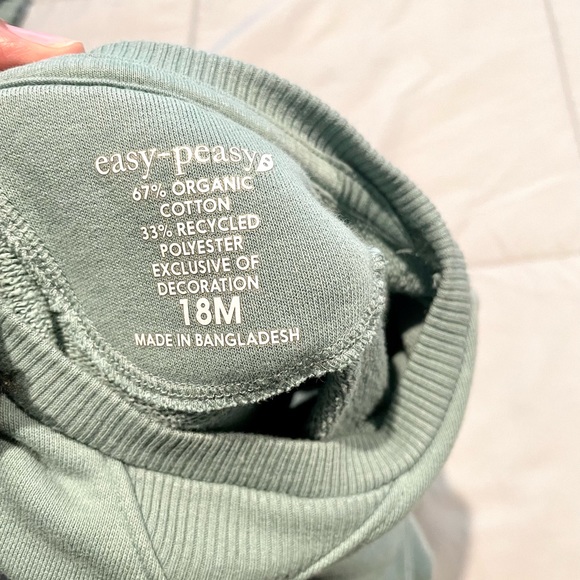 easy-peasy
67% ORGANIC
COTTON
33% RECYCLED
POLYESTER
EXCLUSIVE OF
DECORATION
18M
MADE IN BANGLADESH